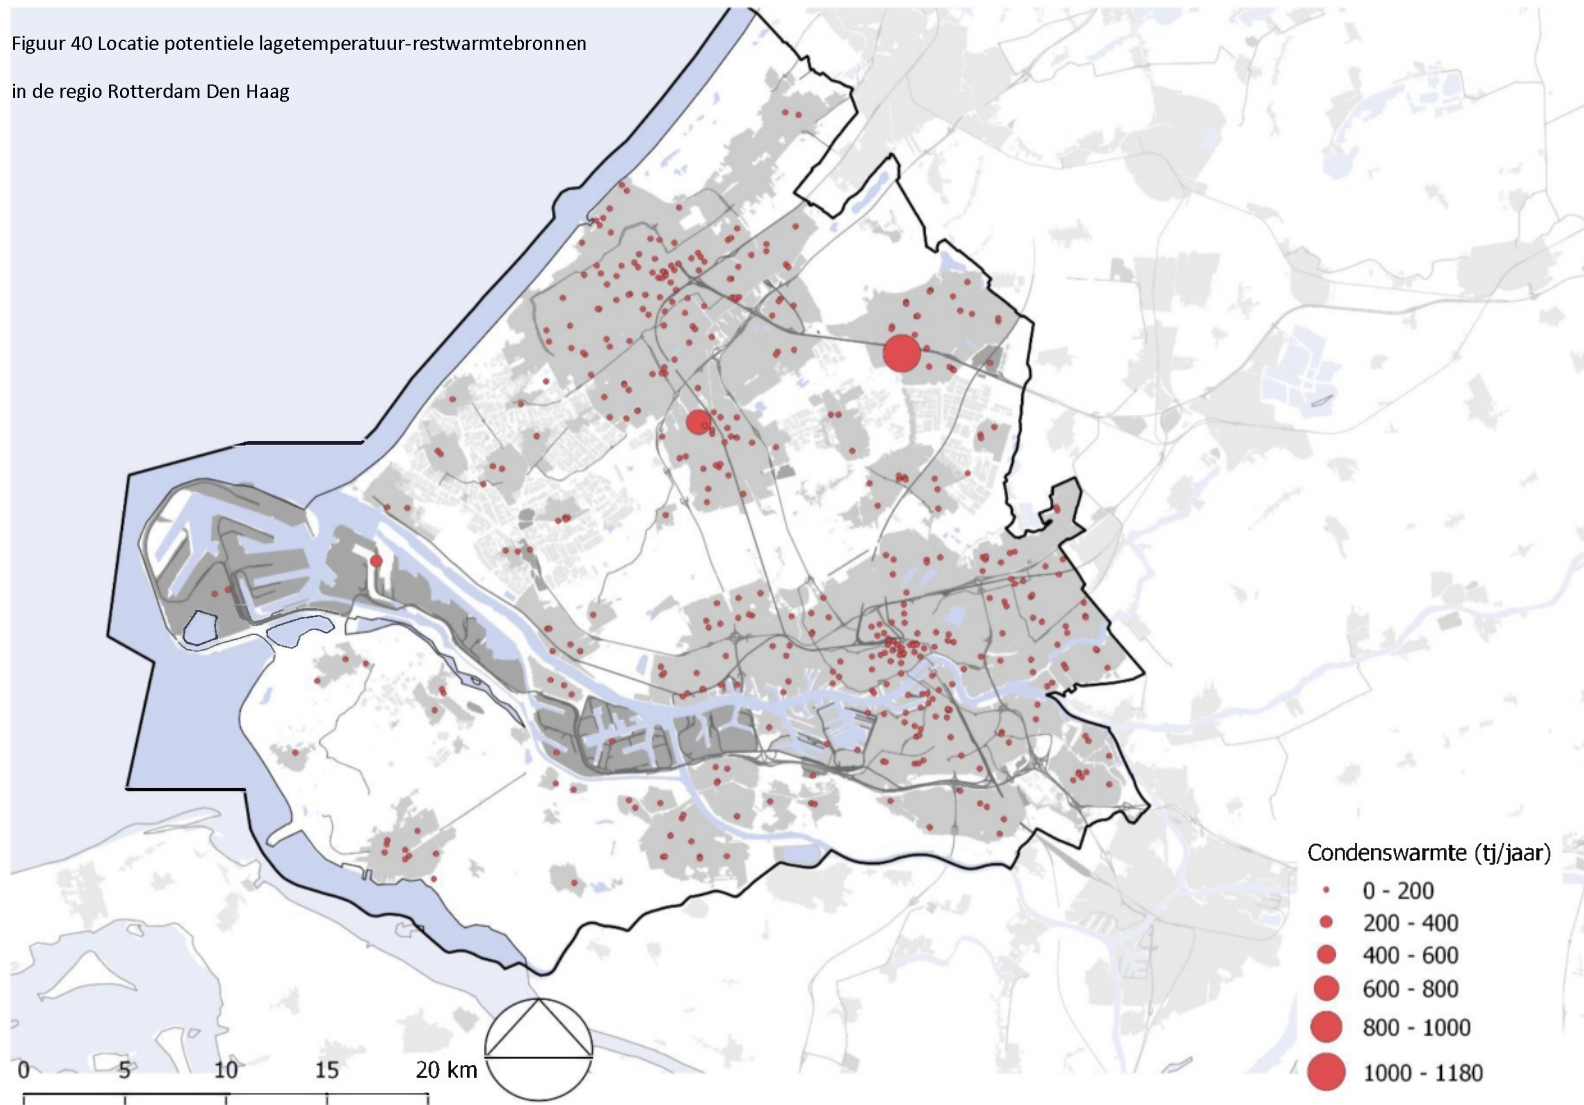 Figuur 40 Locatie potentiele lagetemperatuur-restwarmtebronnen
in de regio Rotterdam Den Haag
Condenswarmte (tj/jaar)
0 - 200
200 - 400
400 - 600
600 - 800
800 - 1000
1000 - 1180
0 5 10 15 20 km